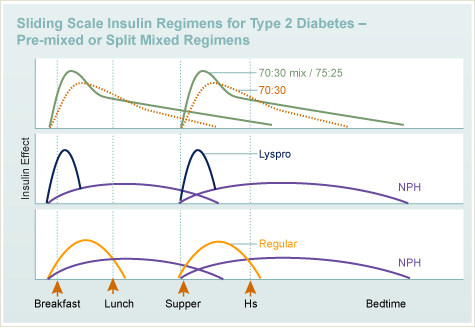 Sliding Scale Insulin Regimens for Type 2 Diabetes –
Pre-mixed or Split Mixed Regimens
70:30 mix / 75:25
70:30
Insulin Effect
Lyspro
NPH
Regular
NPH
Breakfast Lunch Supper Hs Bedtime